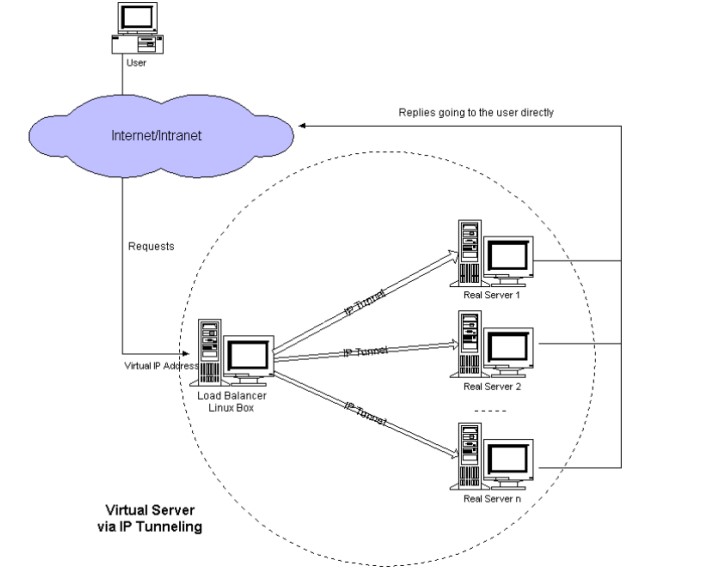 User
Internet/Intranet
Replies going to the user directly
Requests
IP Tunnel
Real Server 1
IP Tunnel
Virtual IP Address
Real Server 2
Load Balancer
Linux Box
IP Tunnel
-----
Real Server n
Virtual Server
via IP Tunneling